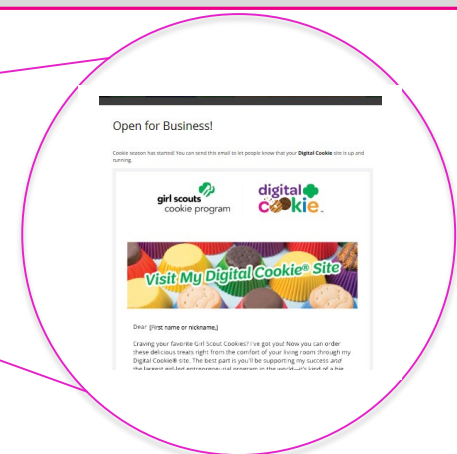 Open for Business!
Cookie season has started! You can send this email to let people know that your Digital Cookie site is up and
running.
girl scouts
cookie program
digital
cookie
Visit My Digital Cookie® Site
Dear [First name or nickname,]
Craving your favorite Girl Scout Cookies? I've got you! Now you can order
these delicious treats right from the comfort of your living room through my
Digital Cookie® site. The best part is you'll be supporting my success and
the largest girl-led entrepreneurial program in the world—it's kind of a big